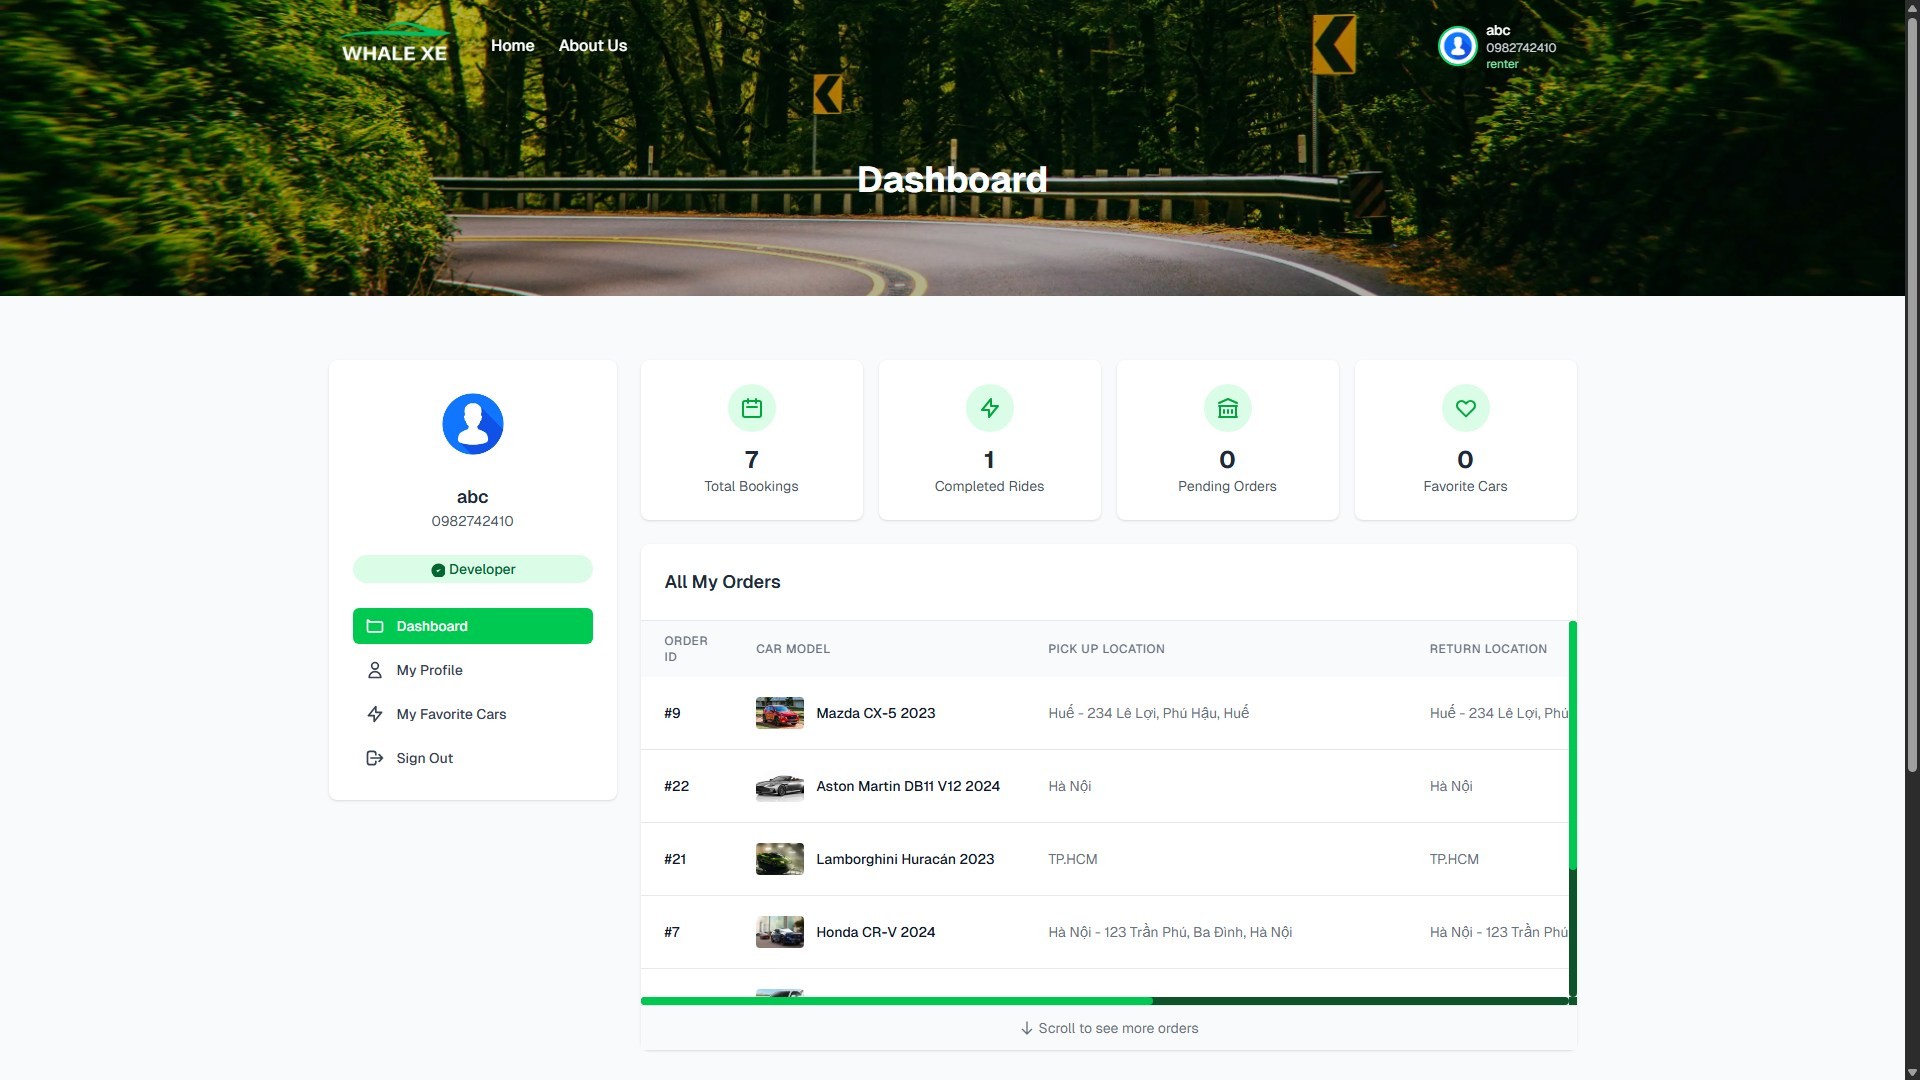 WHALE XE
Home
About Us
abc
0982742410
renter
Dashboard
abc
0982742410
Developer
Dashboard
My Profile
My Favorite Cars
Sign Out
7
Total Bookings
1
Completed Rides
0
Pending Orders
0
Favorite Cars
All My Orders
ORDER ID CAR MODEL PICK UP LOCATION RETURN LOCATION
#9 Mazda CX-5 2023 Huế - 234 Lê Lợi, Phú Hậu, Huế Huế - 234 Lê Lợi, Phú
#22 Aston Martin DB11 V12 2024 Hà Nội Hà Nội
#21 Lamborghini Huracán 2023 TP.HCM TP.HCM
#7 Honda CR-V 2024 Hà Nội - 123 Trần Phú, Ba Đình, Hà Nội Hà Nội - 123 Trần Phú
Scroll to see more orders